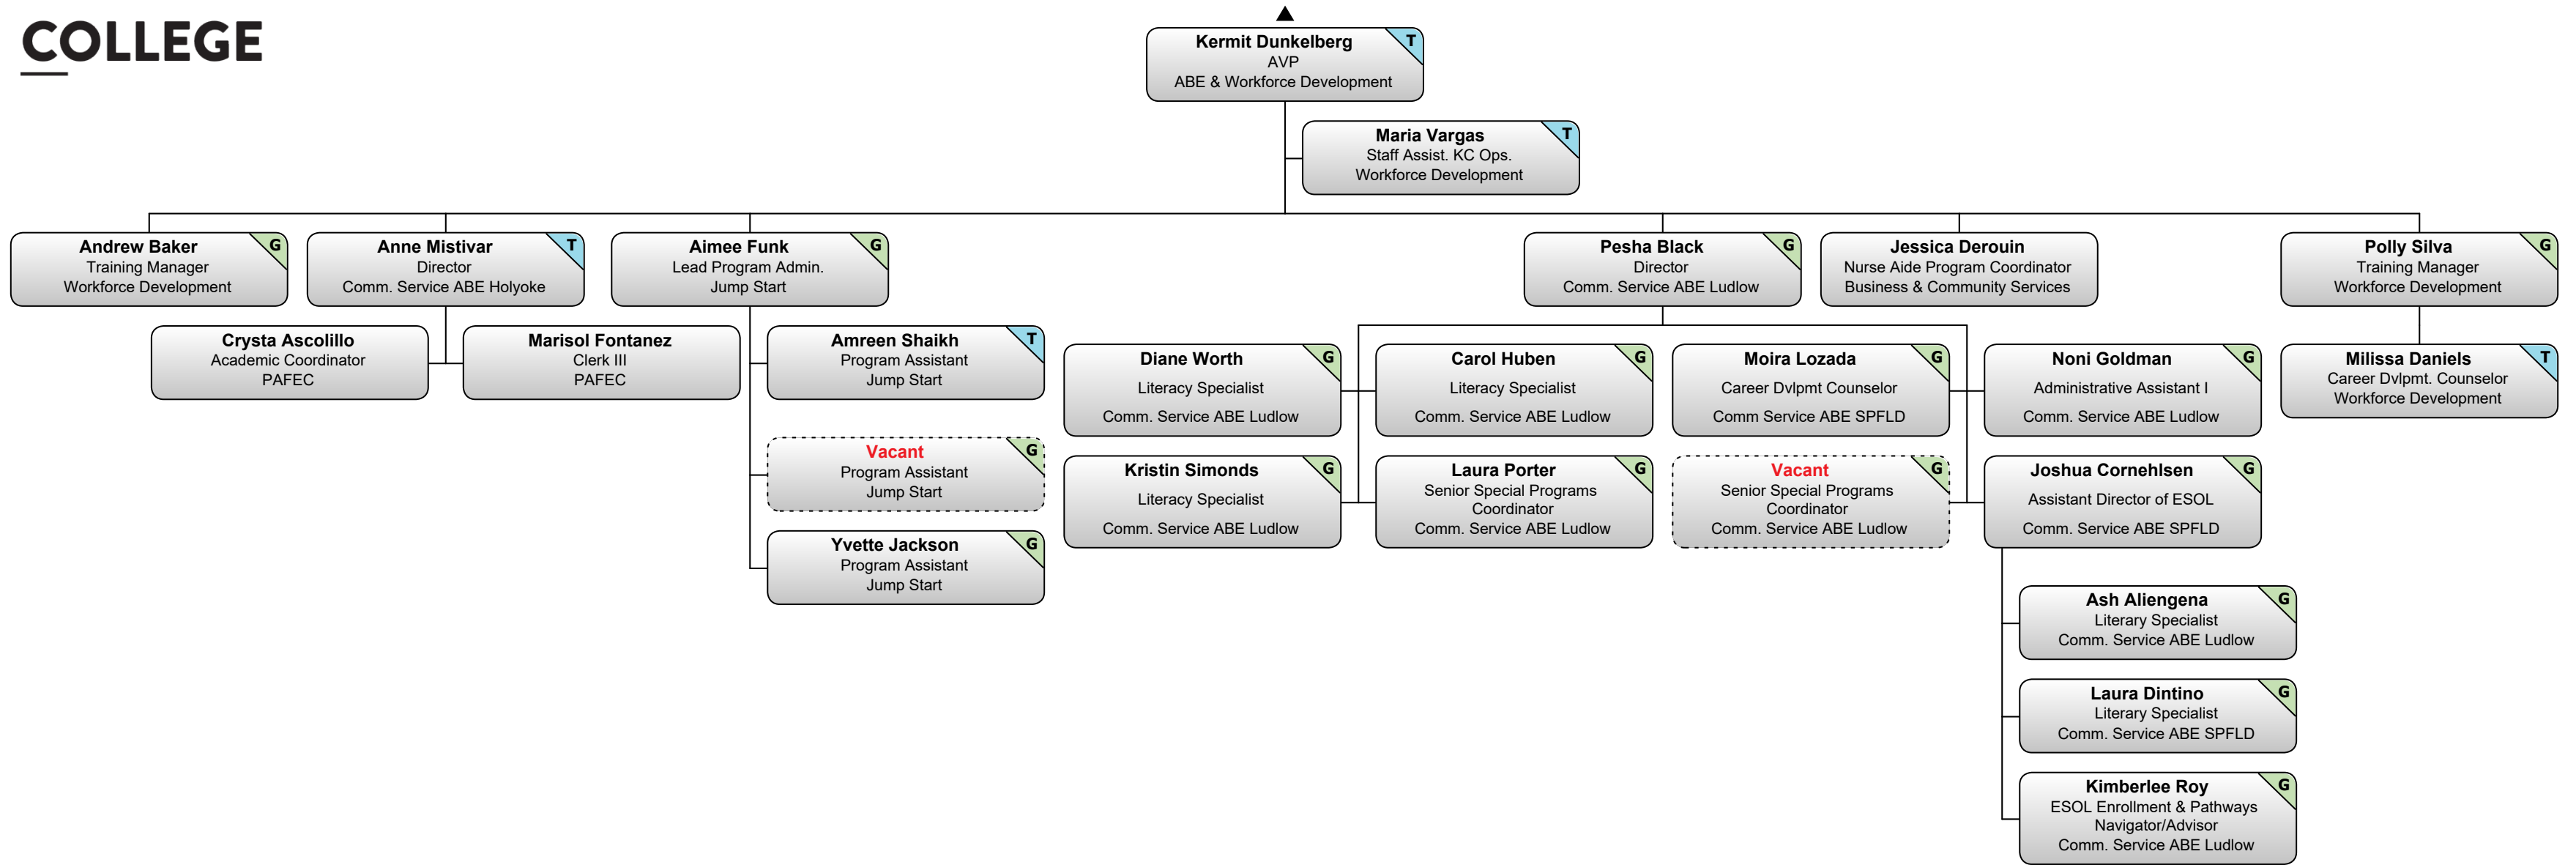 COLLEGE
Kermit Dunkelberg
T
AVP
ABE & Workforce Development
Maria Vargas
T
Staff Assist. KC Ops.
Workforce Development
Andrew Baker
G
Training Manager
Workforce Development
Anne Mistivar
T
Director
Comm. Service ABE Holyoke
Aimee Funk
G
Lead Program Admin.
Jump Start
Pesha Black
G
Director
Comm. Service ABE Ludlow
Jessica Derouin
Nurse Aide Program Coordinator
Business & Community Services
Polly Silva
G
Training Manager
Workforce Development
Crysta Ascolillo
Academic Coordinator
PAFEC
Marisol Fontanez
Clerk III
PAFEC
Amreen Shaikh
T
Program Assistant
Jump Start
Vacant
G
Program Assistant
Jump Start
Yvette Jackson
G
Program Assistant
Jump Start
Diane Worth
G
Literacy Specialist
Comm. Service ABE Ludlow
Carol Huben
G
Literacy Specialist
Comm. Service ABE Ludlow
Moira Lozada
G
Career Dvlpmt Counselor
Comm Service ABE SPFLD
Noni Goldman
G
Administrative Assistant I
Comm. Service ABE Ludlow
Milissa Daniels
T
Career Dvlpmt. Counselor
Workforce Development
Kristin Simonds
G
Literacy Specialist
Comm. Service ABE Ludlow
Laura Porter
G
Senior Special Programs
Coordinator
Comm. Service ABE Ludlow
Vacant
G
Senior Special Programs
Coordinator
Comm. Service ABE Ludlow
Joshua Cornehlsen
G
Assistant Director of ESOL
Comm. Service ABE SPFLD
Ash Aliengena
G
Literary Specialist
Comm. Service ABE Ludlow
Laura Dintino
G
Literary Specialist
Comm. Service ABE SPFLD
Kimberlee Roy
G
ESOL Enrollment & Pathways
Navigator/Advisor
Comm. Service ABE Ludlow